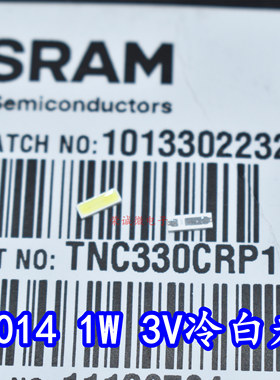 SRAM
Semiconductors
ATCH NO: 1013302232
T NO: TNC330CRP1
014 1W 3V冷白